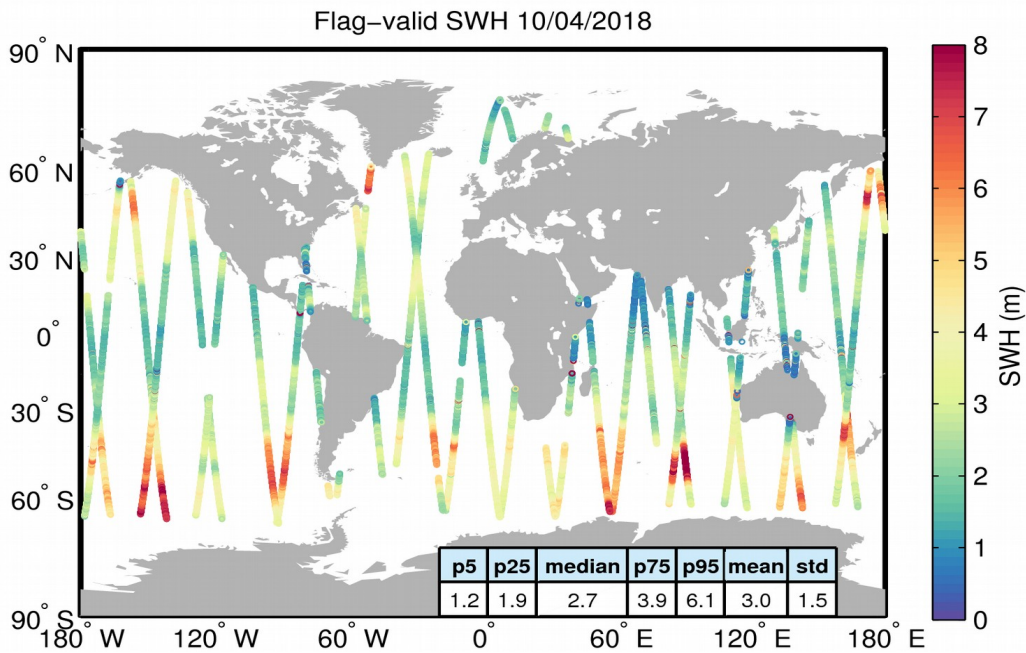 Flag−valid SWH 10/04/2018
90° N
60° N
30° N
0°
30° S
60° S
90° S
180° W
120° W
60° W
0°
60° E
120° E
180° E
p5 p25 median p75 p95 mean std
1.2 1.9 2.7 3.9 6.1 3.0 1.5
8
7
6
5
4
3
2
1
0
SWH (m)